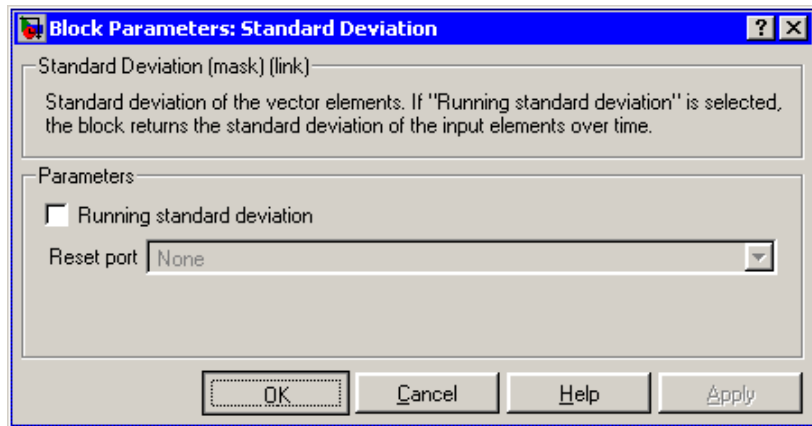 Block Parameters: Standard Deviation
Standard Deviation (mask) (link)
Standard deviation of the vector elements. If "Running standard deviation" is selected,
the block returns the standard deviation of the input elements over time.
Parameters
Running standard deviation
Reset port None
OK Cancel Help Apply